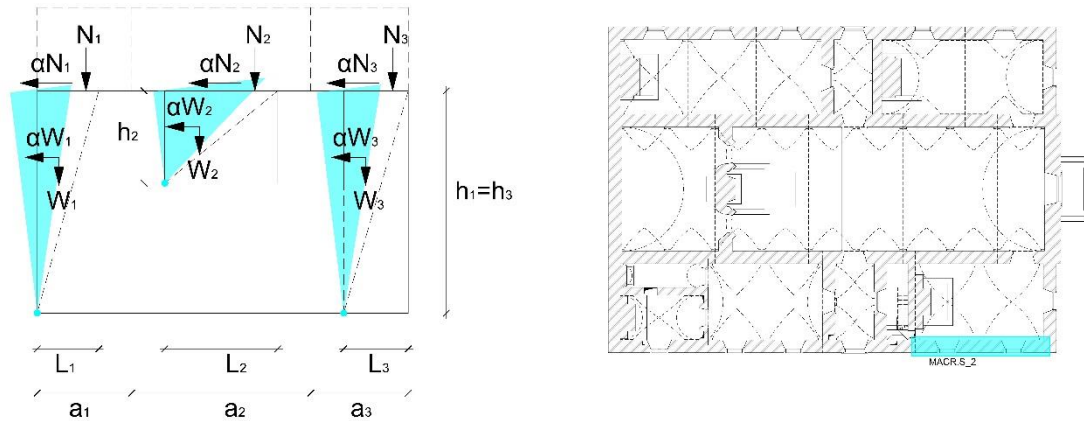 N₁ N₂ N₃
αN₁ αN₂ αN₃
αW₁ αW₂ αW₃
h₂
W₁ W₂ W₃
h₁=h₃
L₁ L₂ L₃
a₁ a₂ a₃
MACR.S_2